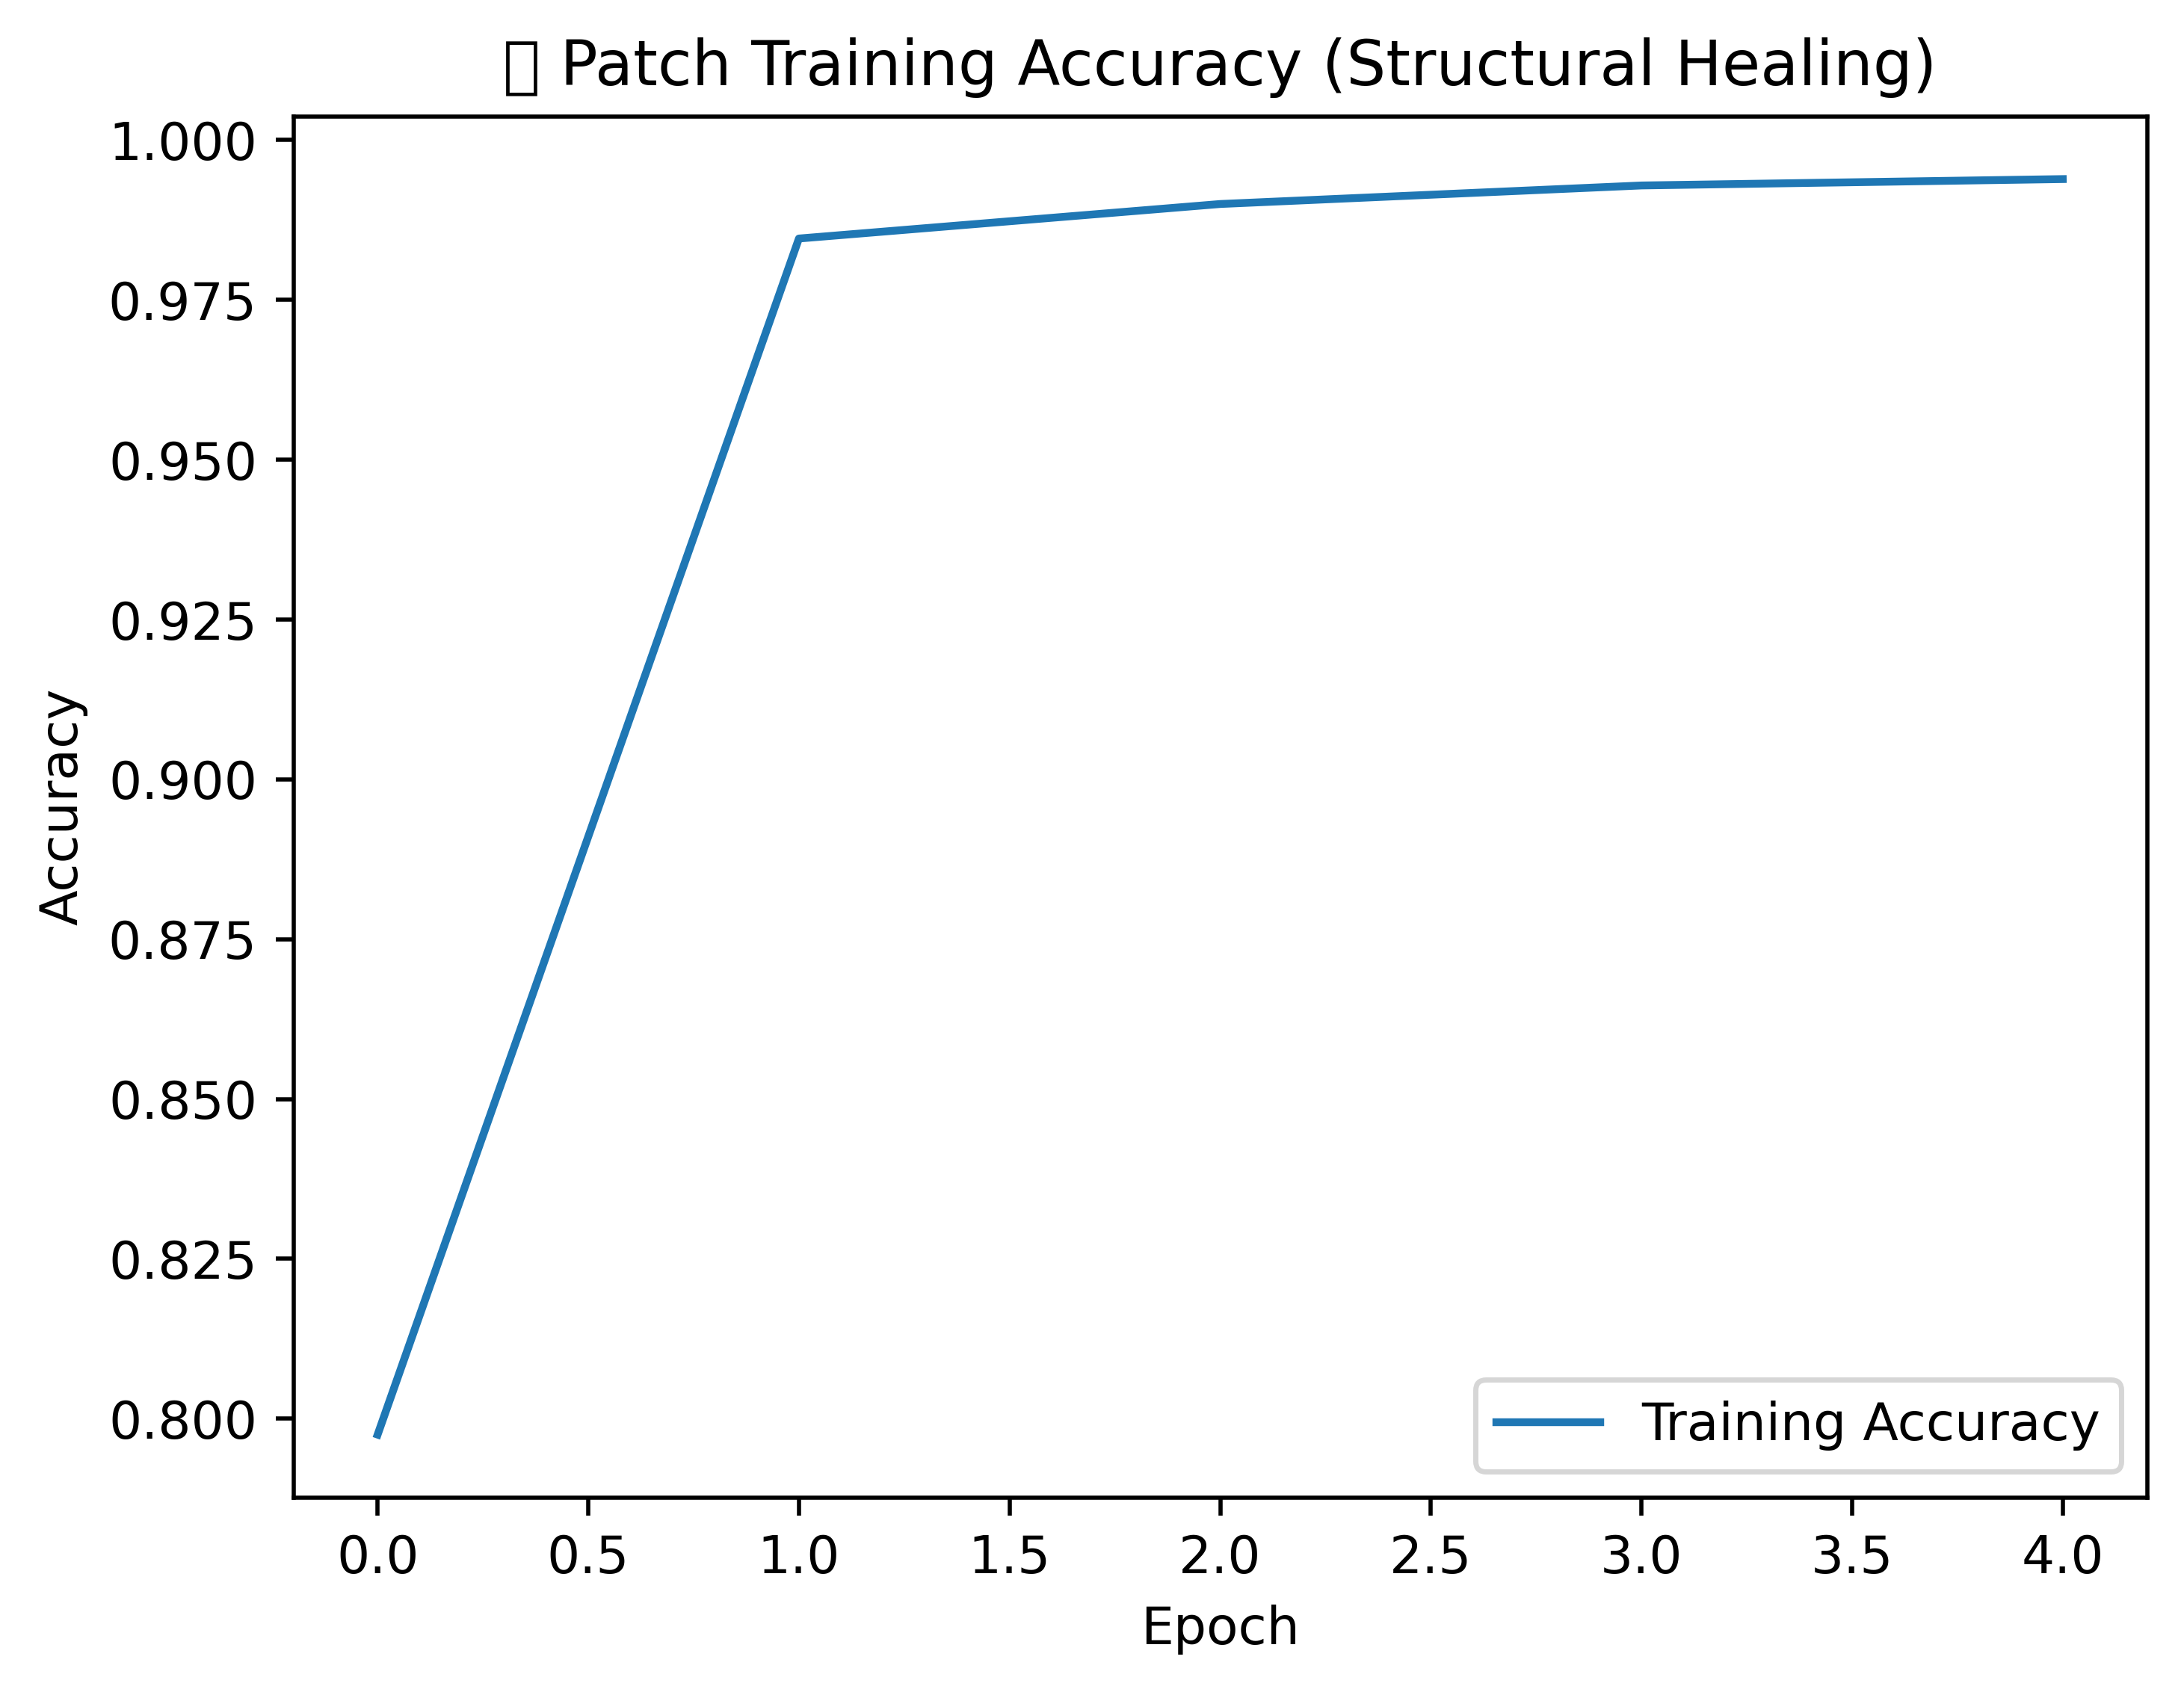 ▯ Patch Training Accuracy (Structural Healing)
1.000
0.975
0.950
0.925
0.900
0.875
0.850
0.825
0.800
Accuracy
Training Accuracy
0.0 0.5 1.0 1.5 2.0 2.5 3.0 3.5 4.0
Epoch